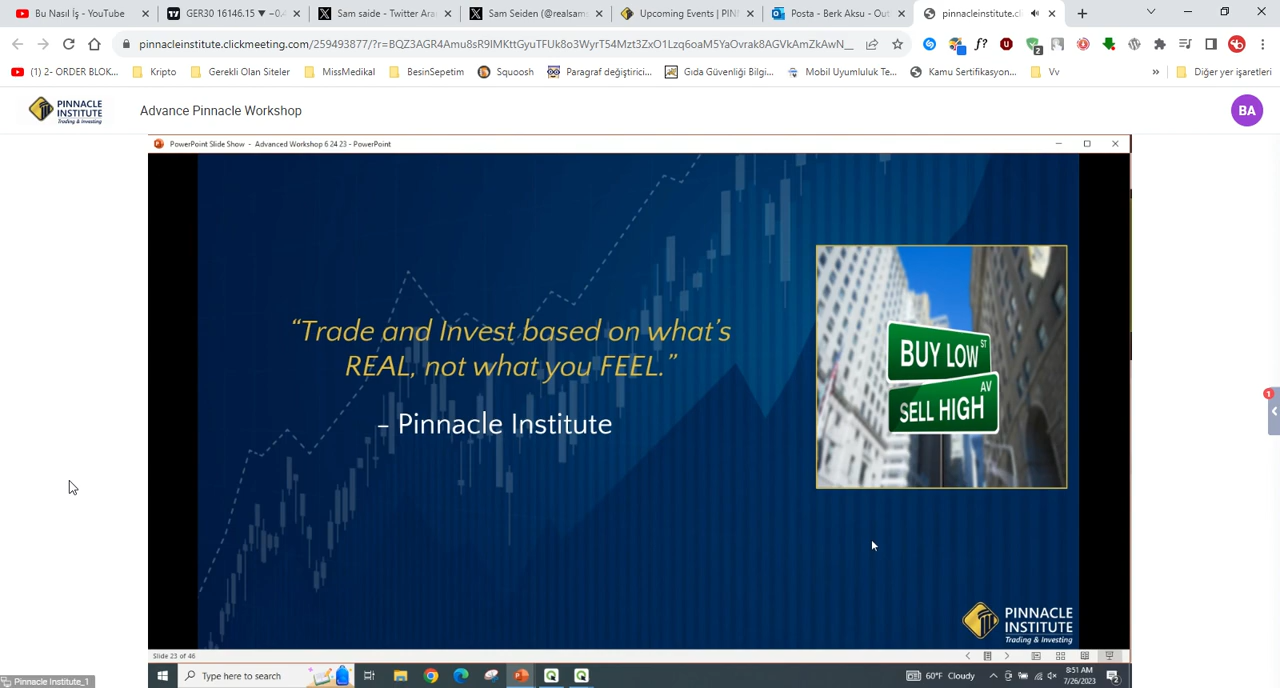 Bu Nasıl İş - YouTube
GER30 16146.15 ▼ −0.
Sam saide - Twitter Ara
Sam Seiden (@realsam
Upcoming Events | PIN
Posta - Berk Aksu - Out
pinnacleinstitute.cl
pinnacleinstitute.clickmeeting.com
(1) 2- ORDER BLOK...
Kripto
Gerekli Olan Siteler
MissMedikal
BesinSepetim
Squoosh
Paragraf değiştirici...
Gıda Güvenliği Bilgi...
Mobil Uyumluluk Te...
Kamu Sertifikasyon...
Vv
»
Diğer yer işaretleri
PINNACLE
INSTITUTE
Trading & Investing
Advance Pinnacle Workshop
BA
PowerPoint Slide Show - Advanced Workshop 6 24 23 - PowerPoint
“Trade and Invest based on what’s
REAL, not what you FEEL.”
– Pinnacle Institute
BUY LOW ST
SELL HIGH AV
1
PINNACLE
INSTITUTE
Trading & Investing
Slide 23 of 46
Type here to search
60°F Cloudy
8:51 AM
7/26/2023
2
Pinnacle Institute_1